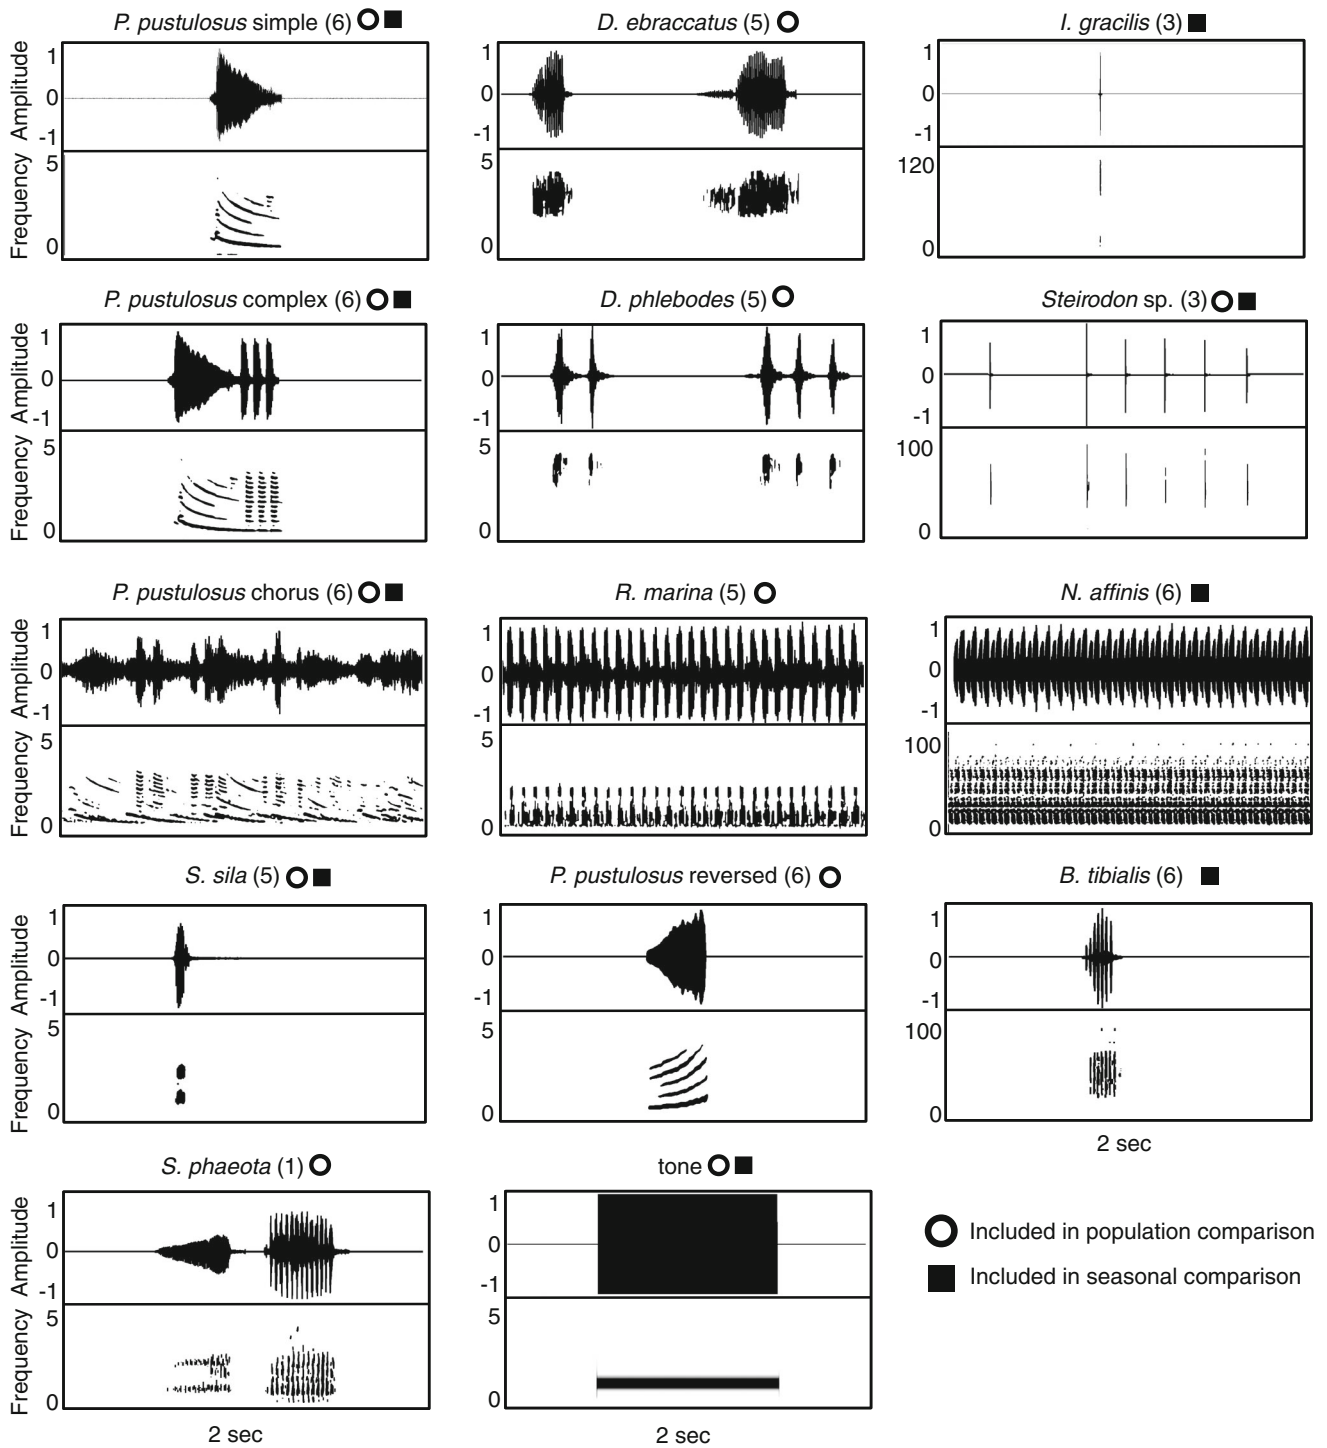 P. pustulosus simple (6)
D. ebraccatus (5)
I. gracilis (3)
Amplitude
1
0
-1
1
0
-1
1
0
-1
Frequency
5
0
5
0
120
0
P. pustulosus complex (6)
D. phlebodes (5)
Steirodon sp. (3)
Amplitude
1
0
-1
1
0
-1
1
0
-1
Frequency
5
0
5
0
100
0
P. pustulosus chorus (6)
R. marina (5)
N. affinis (6)
Amplitude
1
0
-1
1
0
-1
1
0
-1
Frequency
5
0
5
0
100
0
S. sila (5)
P. pustulosus reversed (6)
B. tibialis (6)
Amplitude
1
0
-1
1
0
-1
1
0
-1
Frequency
5
0
5
0
100
0
2 sec
S. phaeota (1)
tone
Amplitude
1
0
-1
1
0
-1
Frequency
5
0
5
0
2 sec
2 sec
Included in population comparison
Included in seasonal comparison